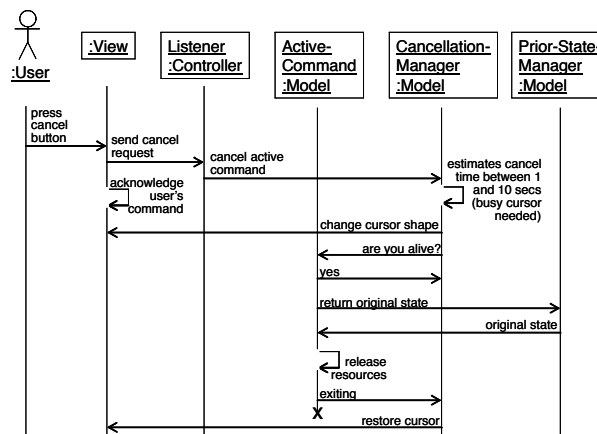 :User
:View
Listener
:Controller
Active-
Command
:Model
Cancellation-
Manager
:Model
Prior-State-
Manager
:Model
press
cancel
button
send cancel
request
cancel active
command
estimates cancel
time between 1
and 10 secs
(busy cursor
needed)
acknowledge
user's
command
change cursor shape
are you alive?
yes
return original state
original state
release
resources
exiting
X
restore cursor